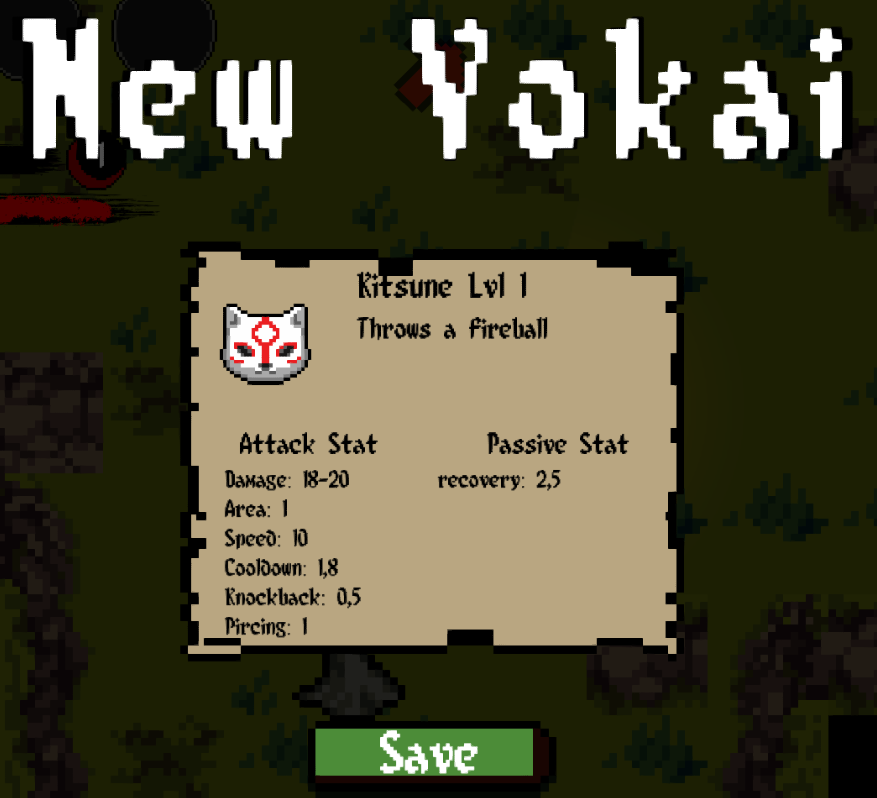 New Yokai
Kitsune Lvl 1
Throws a fireball
Attack Stat
Passive Stat
Damage: 18-20
recovery: 2,5
Area: 1
Speed: 10
Cooldown: 1,8
Knockback: 0,5
Pircing: 1
Save